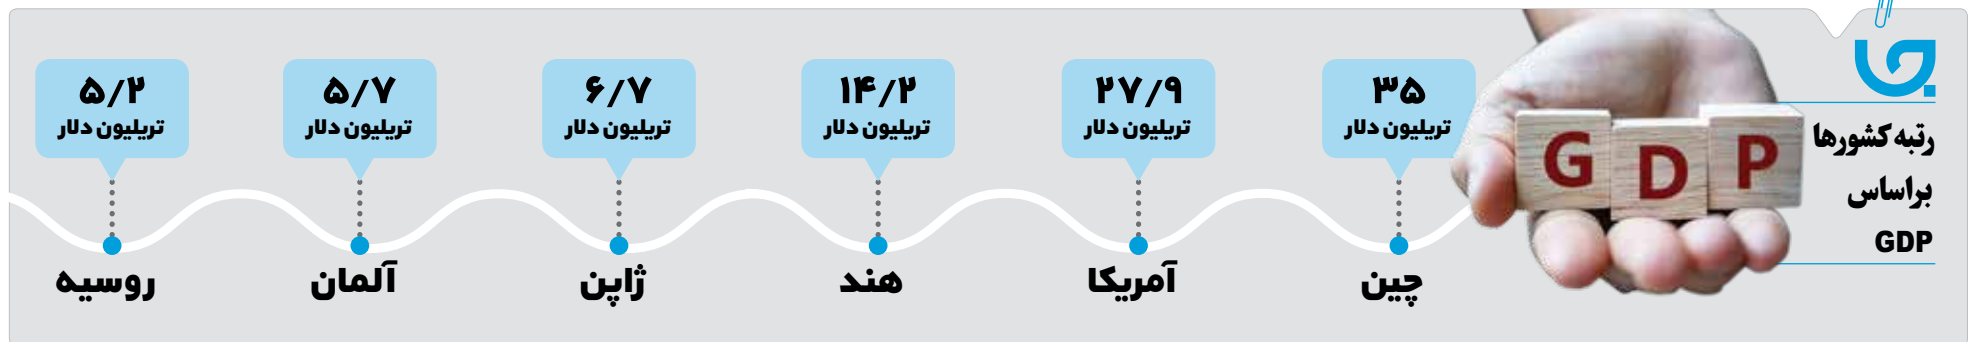 رتبه کشورها
براساس
GDP
G D P
۳۵
تریلیون دلار
چین
۲۷/۹
تریلیون دلار
آمریکا
۱۴/۲
تریلیون دلار
هند
۶/۷
تریلیون دلار
ژاپن
۵/۷
تریلیون دلار
آلمان
۵/۲
تریلیون دلار
روسیه